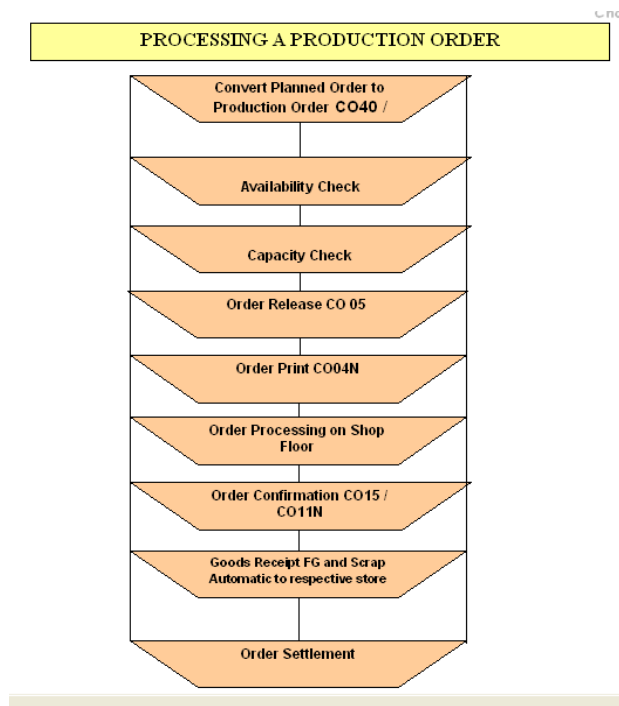 PROCESSING A PRODUCTION ORDER
Convert Planned Order to
Production Order CO40 /
Availability Check
Capacity Check
Order Release CO 05
Order Print CO04N
Order Processing on Shop
Floor
Order Confirmation CO15 /
CO11N
Goods Receipt FG and Scrap
Automatic to respective store
Order Settlement